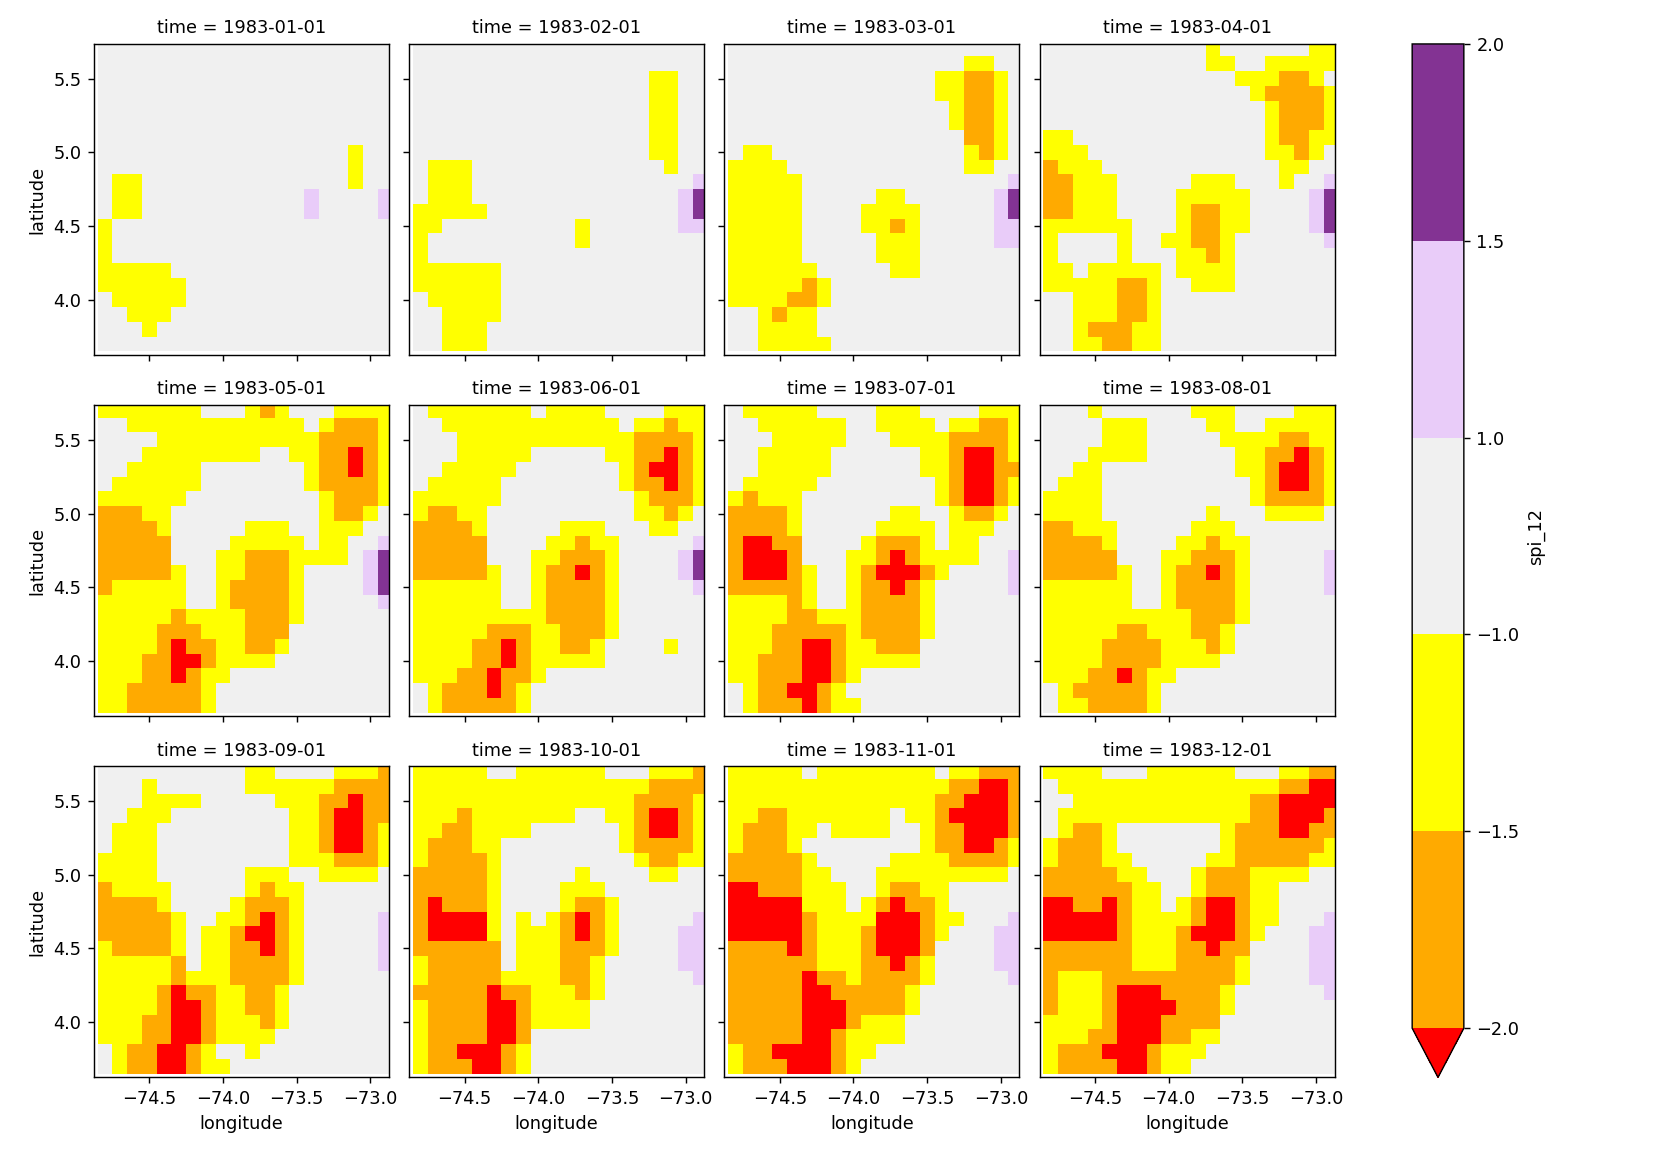 time = 1983-01-01 time = 1983-02-01 time = 1983-03-01 time = 1983-04-01
5.5
5.0
4.5
4.0
latitude
time = 1983-05-01 time = 1983-06-01 time = 1983-07-01 time = 1983-08-01
5.5
5.0
4.5
4.0
latitude
time = 1983-09-01 time = 1983-10-01 time = 1983-11-01 time = 1983-12-01
5.5
5.0
4.5
4.0
latitude
−74.5 −74.0 −73.5 −73.0 −74.5 −74.0 −73.5 −73.0 −74.5 −74.0 −73.5 −73.0 −74.5 −74.0 −73.5 −73.0
longitude longitude longitude longitude
2.0
1.5
1.0
−1.0
−1.5
−2.0
spi_12